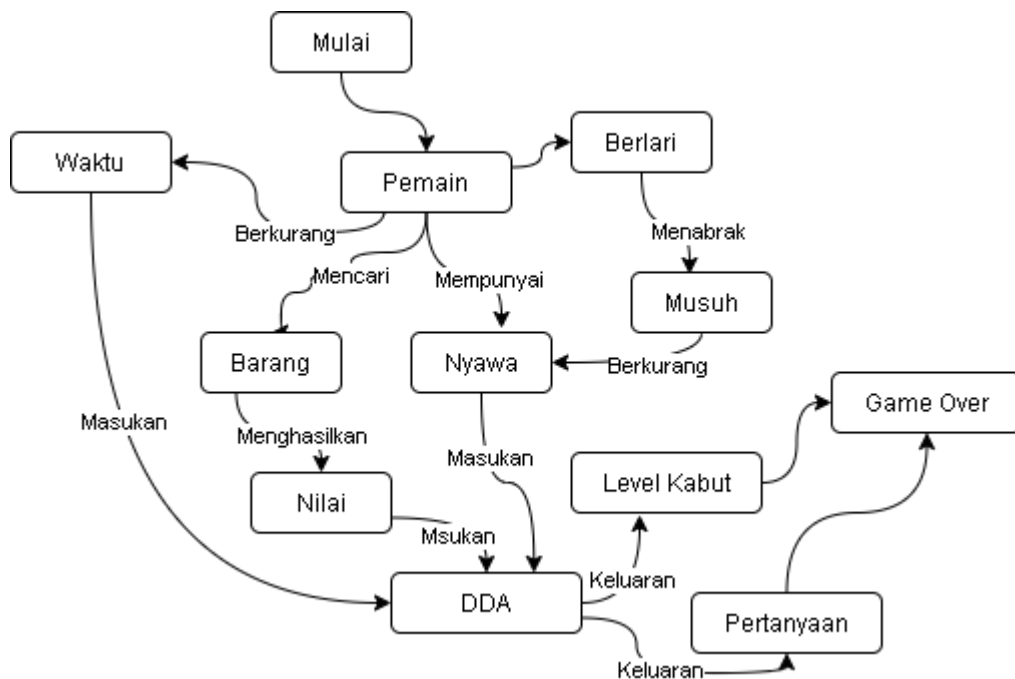 Mulai
Berlari
Waktu
Pemain
Berkurang
Menabrak
Mencari
Mempunyai
Musuh
Barang
Nyawa
Berkurang
Game Over
Masukan
Menghasilkan
Masukan
Level Kabut
Nilai
Msukan
Keluaran
DDA
Pertanyaan
Keluaran